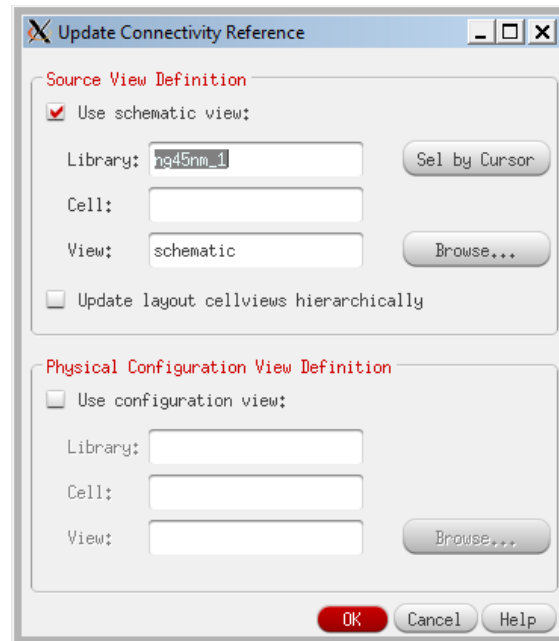 Update Connectivity Reference
Source View Definition
Use schematic view:
Library: ng45nm_1 Sel by Cursor
Cell:
View: schematic Browse...
Update layout cellviews hierarchically
Physical Configuration View Definition
Use configuration view:
Library:
Cell:
View: Browse...
OK Cancel Help